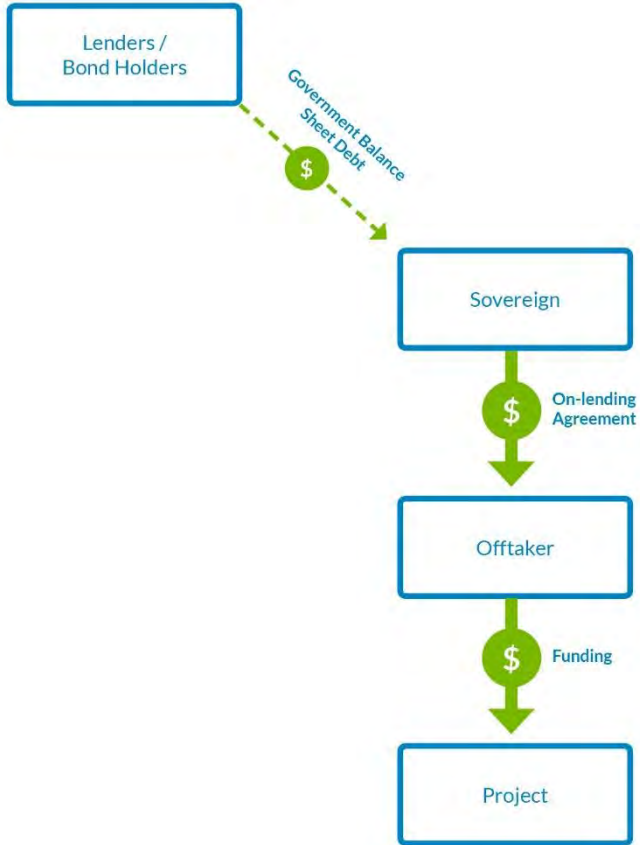 Lenders /
Bond Holders
Government Balance
Sheet Debt
$
Sovereign
$
On-lending
Agreement
Offtaker
$
Funding
Project